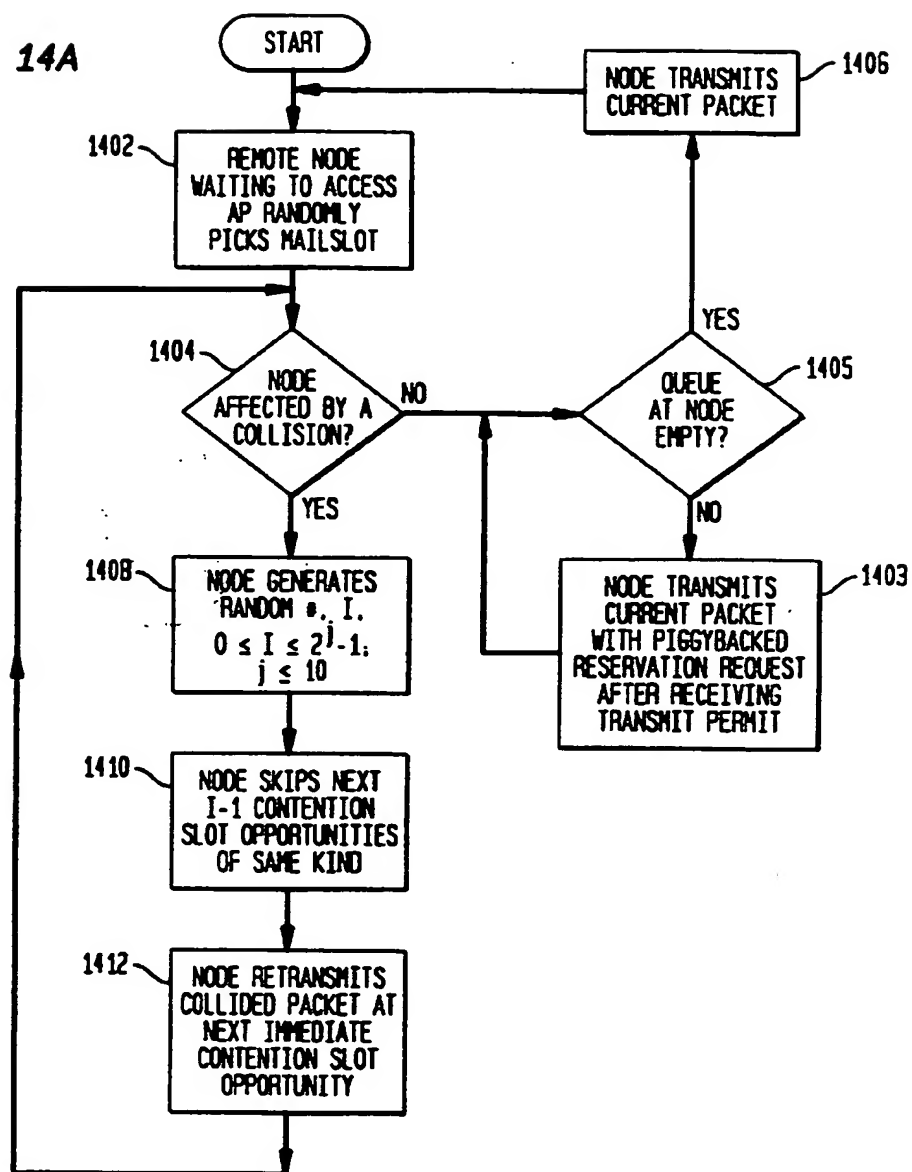 14A
START
1406
NODE TRANSMITS
CURRENT PACKET
1402
REMOTE NODE
WAITING TO ACCESS
AP RANDOMLY
PICKS MAILSLOT
1404
NODE
AFFECTED BY A
COLLISION?
NO
YES
YES
1405
QUEUE
AT NODE
EMPTY?
NO
1408
NODE GENERATES
RANDOM #, I,
0 ≤ I ≤ 2^j-1;
j ≤ 10
1403
NODE TRANSMITS
CURRENT PACKET
WITH PIGGYBACKED
RESERVATION REQUEST
AFTER RECEIVING
TRANSMIT PERMIT
1410
NODE SKIPS NEXT
I-1 CONTENTION
SLOT OPPORTUNITIES
OF SAME KIND
1412
NODE RETRANSMITS
COLLIDED PACKET AT
NEXT IMMEDIATE
CONTENTION SLOT
OPPORTUNITY